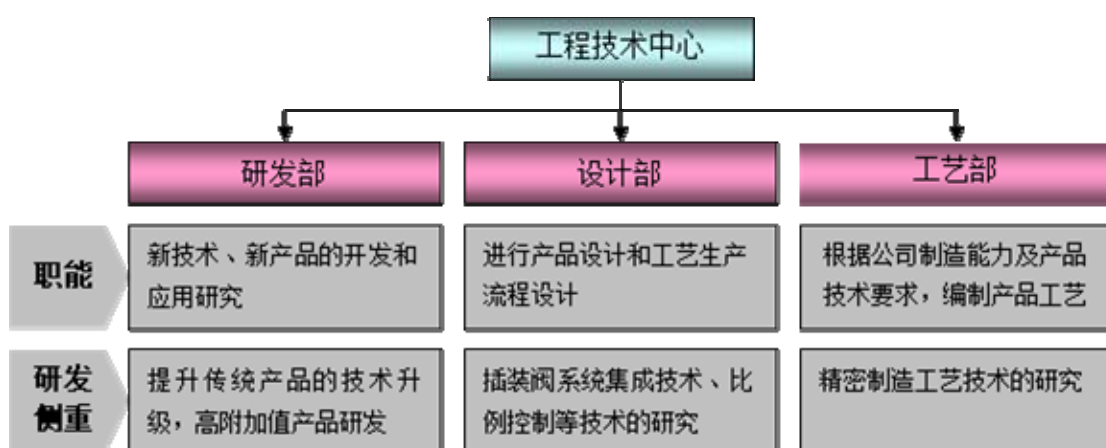 工程技术中心
研发部
设计部
工艺部
职能
新技术、新产品的开发和
应用研究
进行产品设计和工艺生产
流程设计
根据公司制造能力及产品
技术要求，编制产品工艺
研发
侧重
提升传统产品的技术升
级，高附加值产品研发
插装阀系统集成技术、比
例控制等技术的研究
精密制造工艺技术的研究